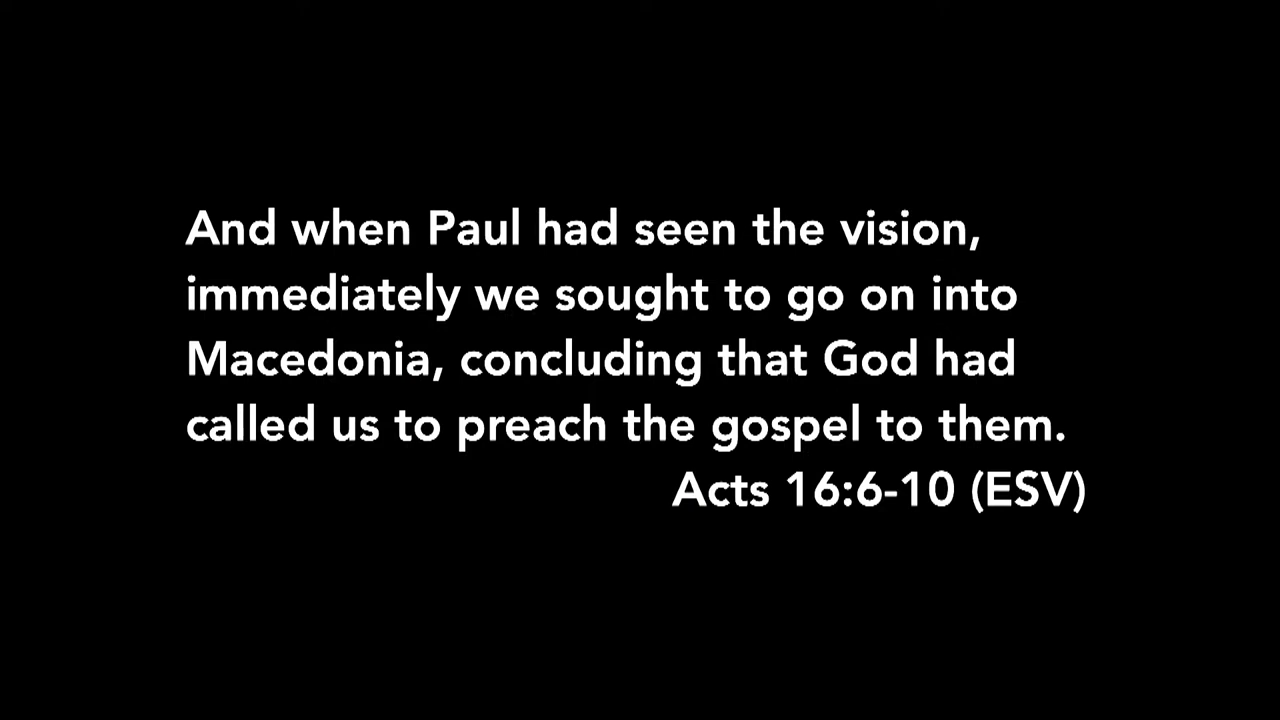 And when Paul had seen the vision,
immediately we sought to go on into
Macedonia, concluding that God had
called us to preach the gospel to them.
Acts 16:6-10 (ESV)